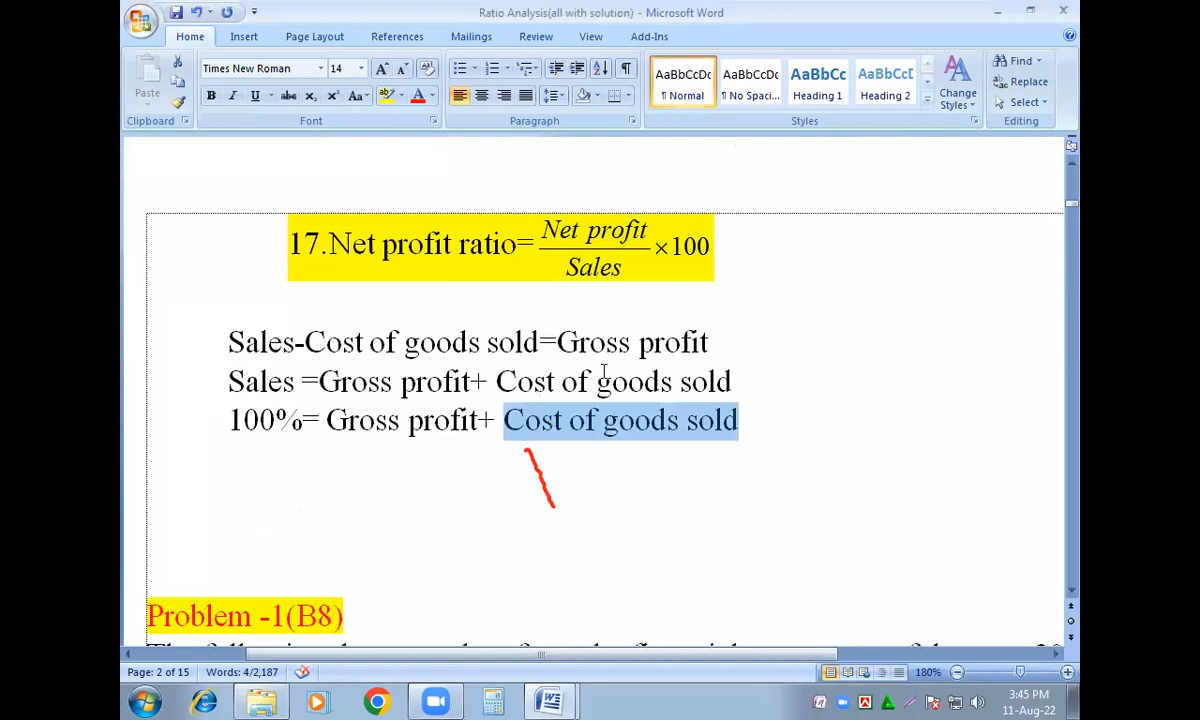 Ratio Analysis(all with solution) - Microsoft Word
Home Insert Page Layout References Mailings Review View Add-Ins
Times New Roman 14
Find
Replace
Select
Paste
AaBbCcDc AaBbCcDc AaBbCc AaBbCcI
¶ Normal ¶ No Spaci... Heading 1 Heading 2
Change Styles
Clipboard Font Paragraph Styles Editing
17.Net profit ratio= Net profit / Sales ×100
Sales-Cost of goods sold=Gross profit
Sales =Gross profit+ Cost of goods sold
100%= Gross profit+ Cost of goods sold
Problem -1(B8)
Page: 2 of 15 Words: 4/2,187 180%
3:45 PM
11-Aug-22